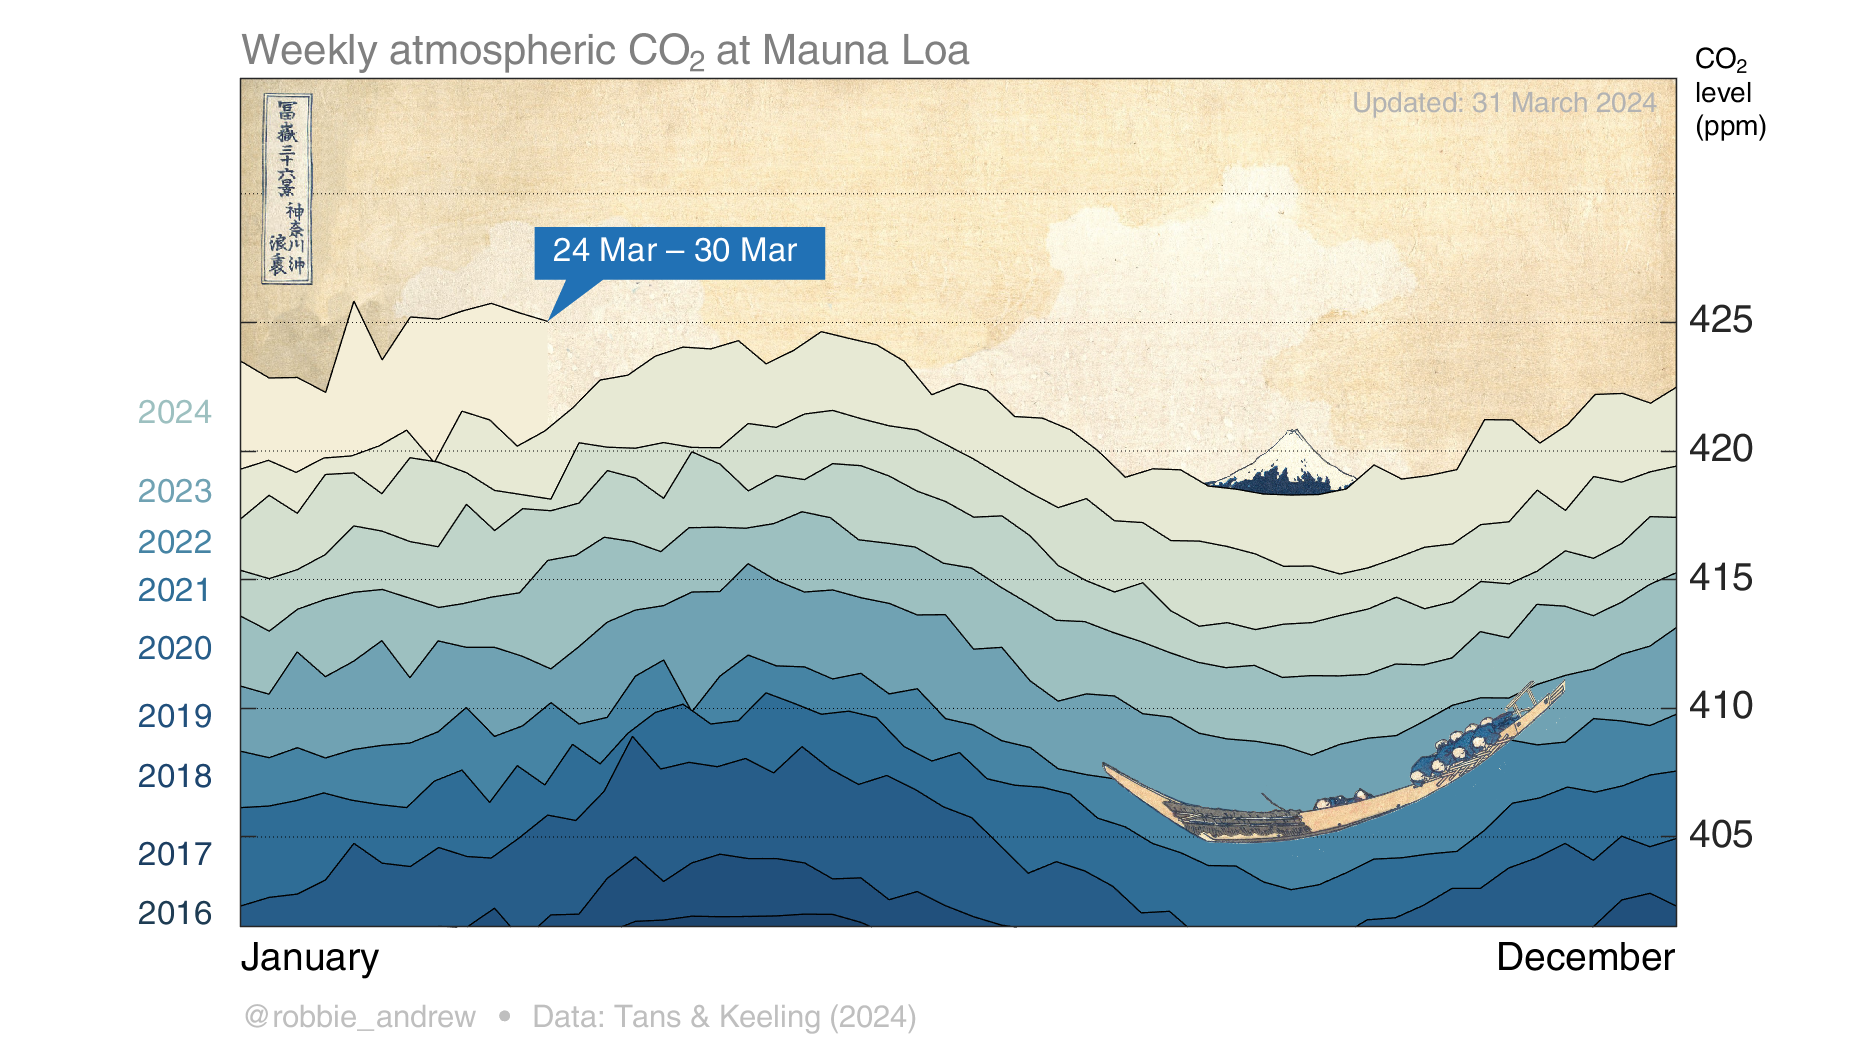 Weekly atmospheric CO₂ at Mauna Loa
CO₂
level
(ppm)
Updated: 31 March 2024
冨嶽三十六景
神奈川沖
浪裏
24 Mar – 30 Mar
425
420
415
410
405
2024
2023
2022
2021
2020
2019
2018
2017
2016
January
December
@robbie_andrew • Data: Tans & Keeling (2024)